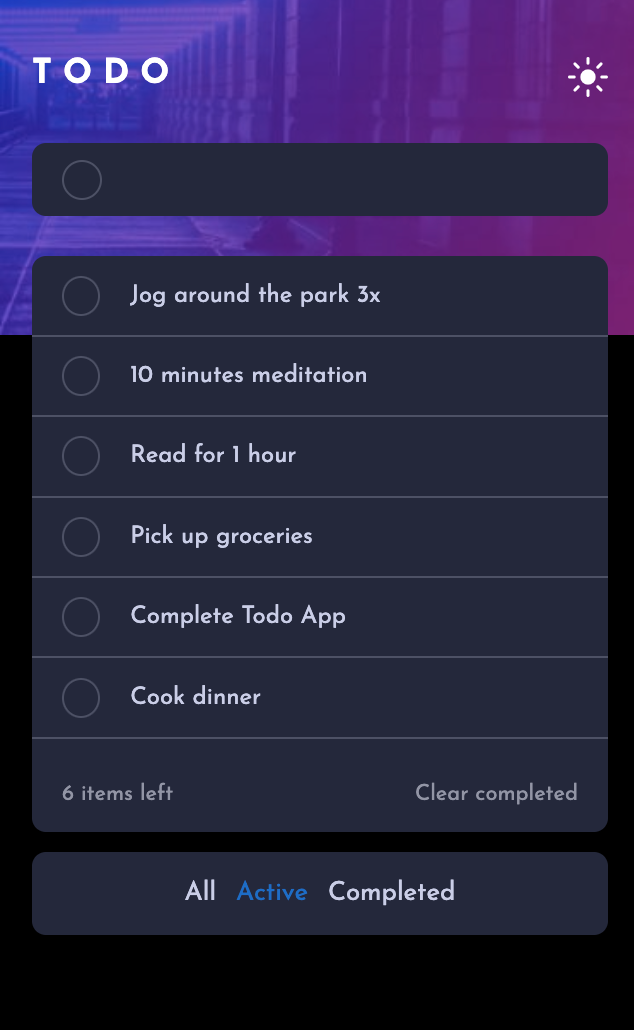 TODO
Jog around the park 3x
10 minutes meditation
Read for 1 hour
Pick up groceries
Complete Todo App
Cook dinner
6 items left Clear completed
All Active Completed